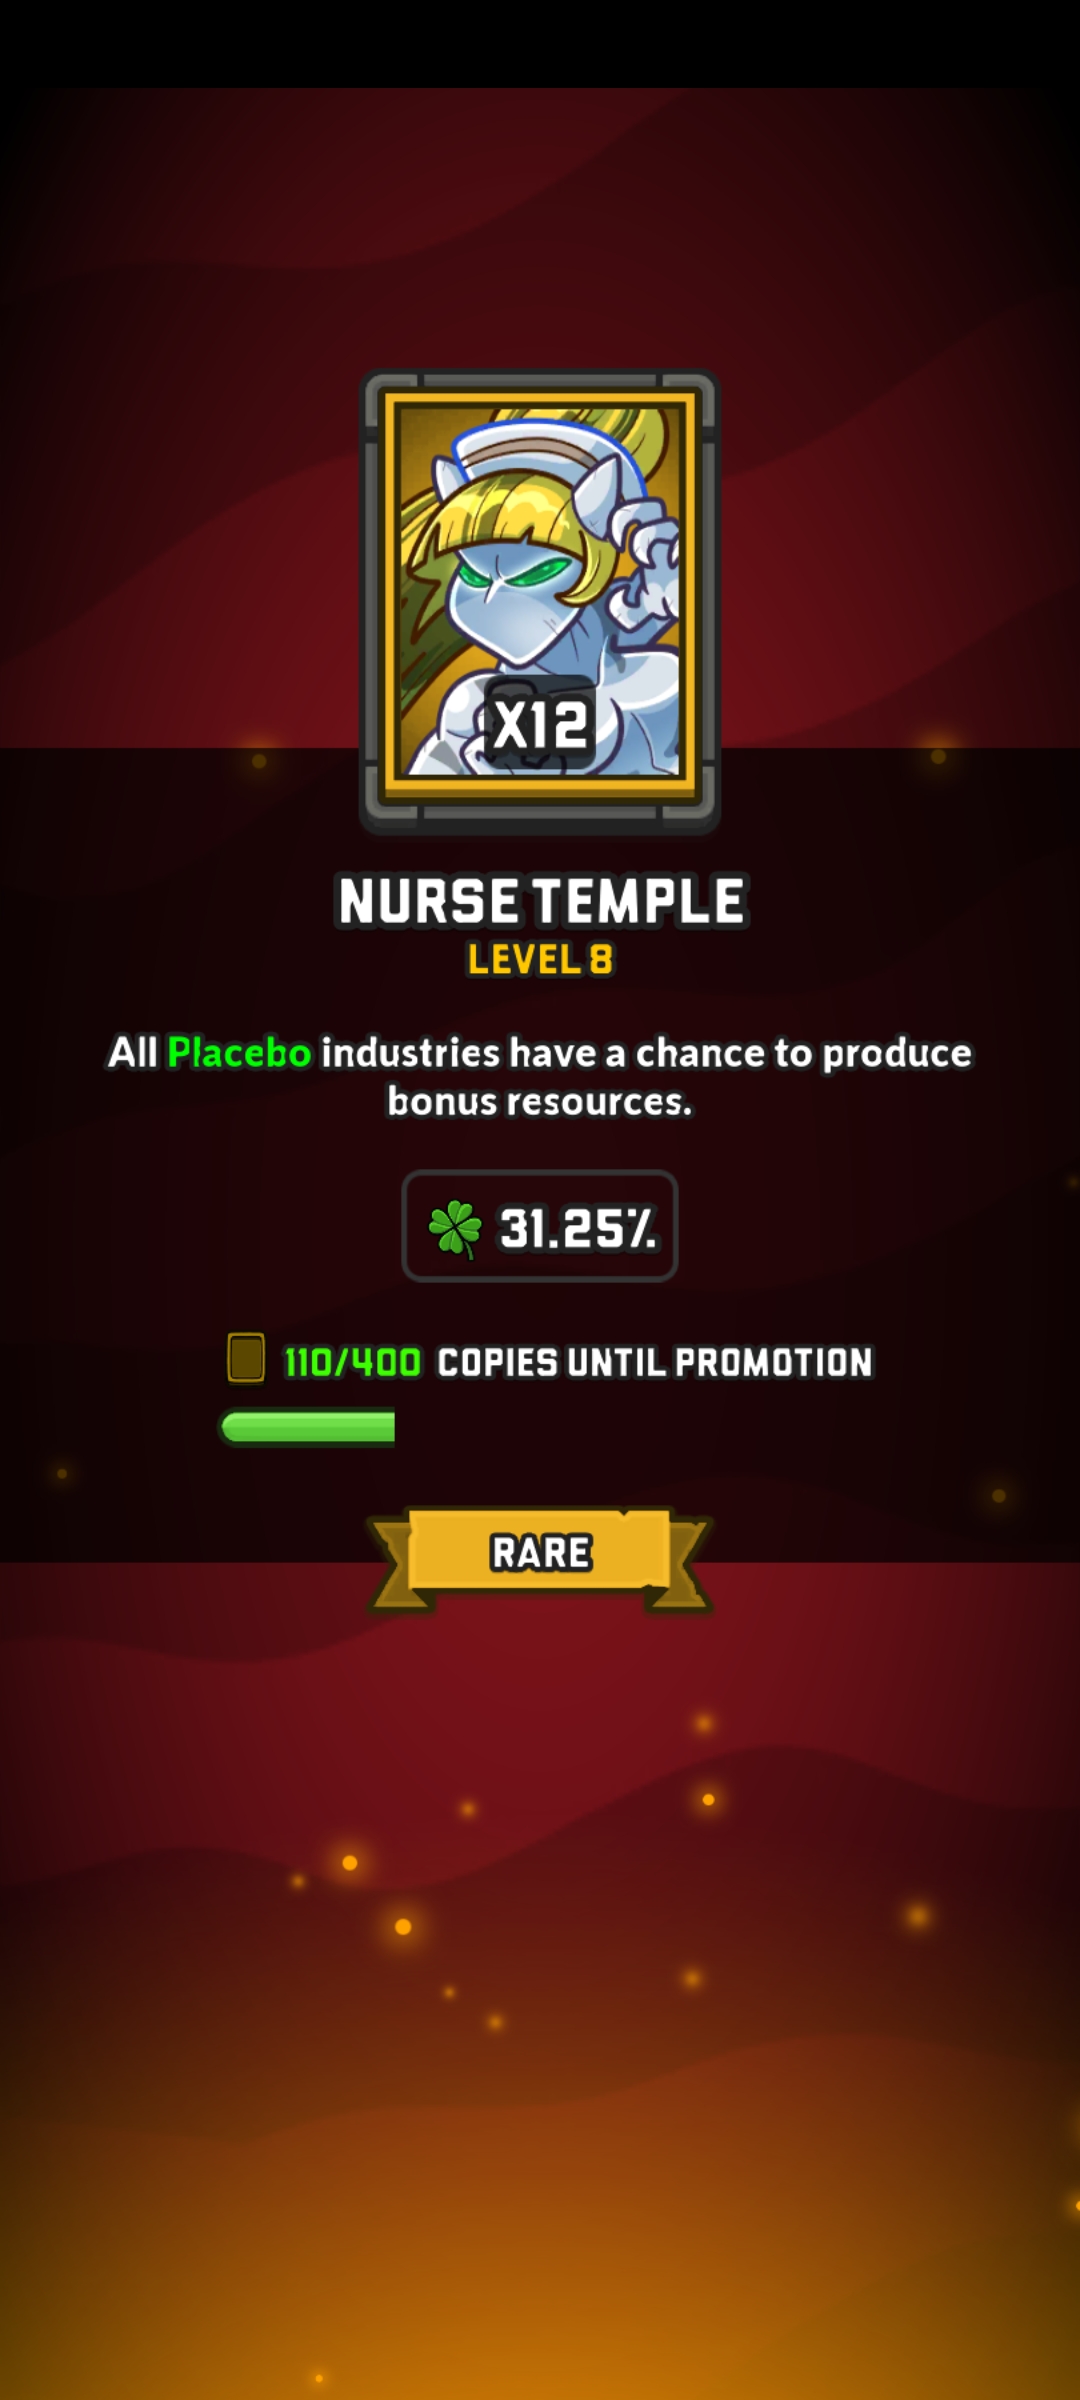 X12
NURSE TEMPLE
LEVEL 8
All Placebo industries have a chance to produce
bonus resources.
31.25%
110/400 COPIES UNTIL PROMOTION
RARE